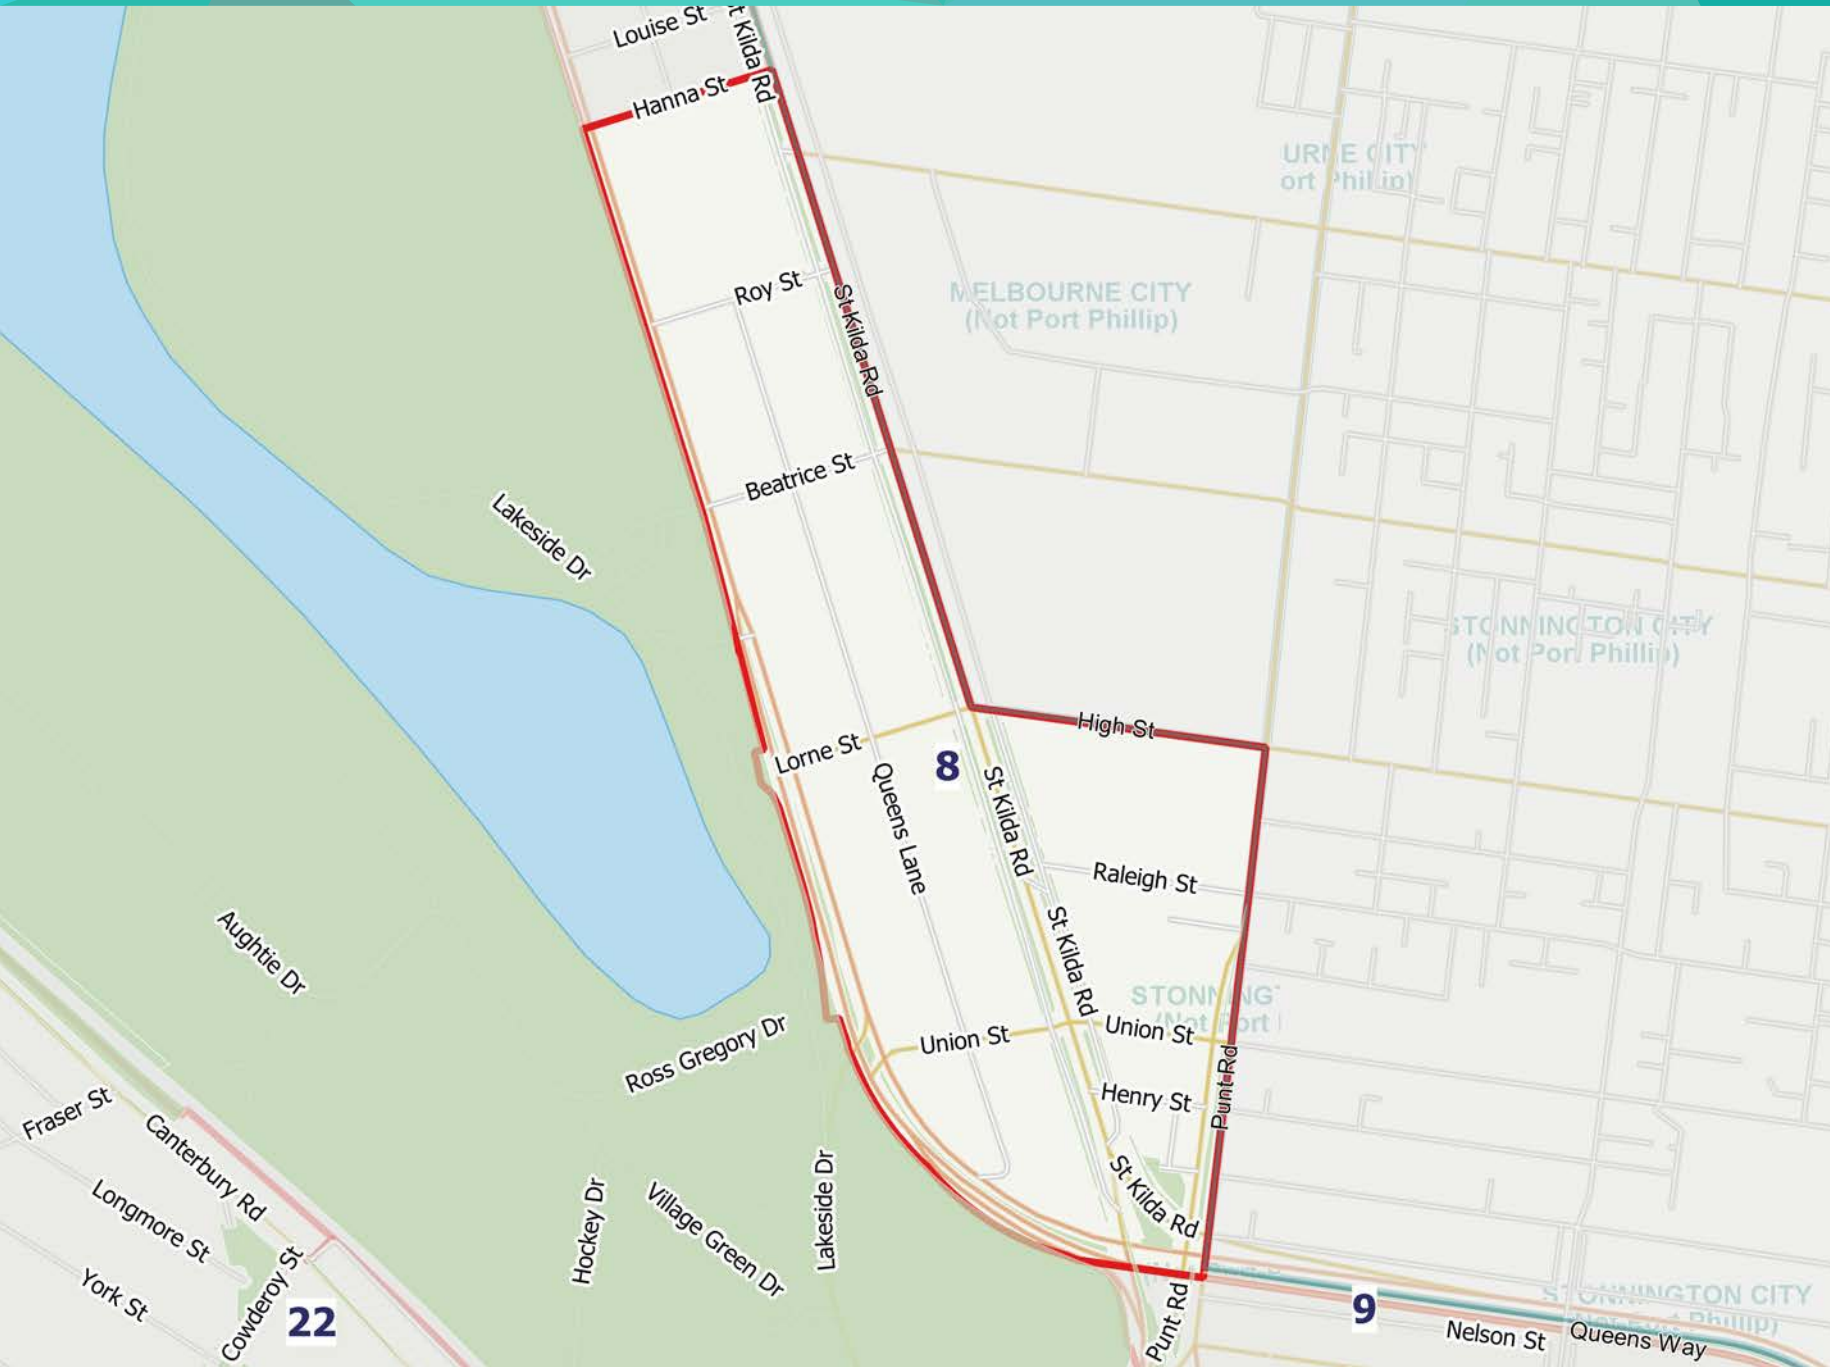 Louise St
St Kilda Rd
Hanna St
MELBOURNE CITY
(Not Port Phillip)
Roy St
St Kilda Rd
Beatrice St
Lakeside Dr
STONNINGTON CITY
(Not Port Phillip)
High St
Lorne St
8
St Kilda Rd
Queens Lane
Raleigh St
Aughtie Dr
St Kilda Rd
Ross Gregory Dr
Union St
Union St
Henry St
Punt Rd
Fraser St
Canterbury Rd
Longmore St
York St
Cowderoy St
22
Hockey Dr
Village Green Dr
Lakeside Dr
St Kilda Rd
Punt Rd
9
STONNINGTON CITY
(Not Port Phillip)
Nelson St
Queens Way